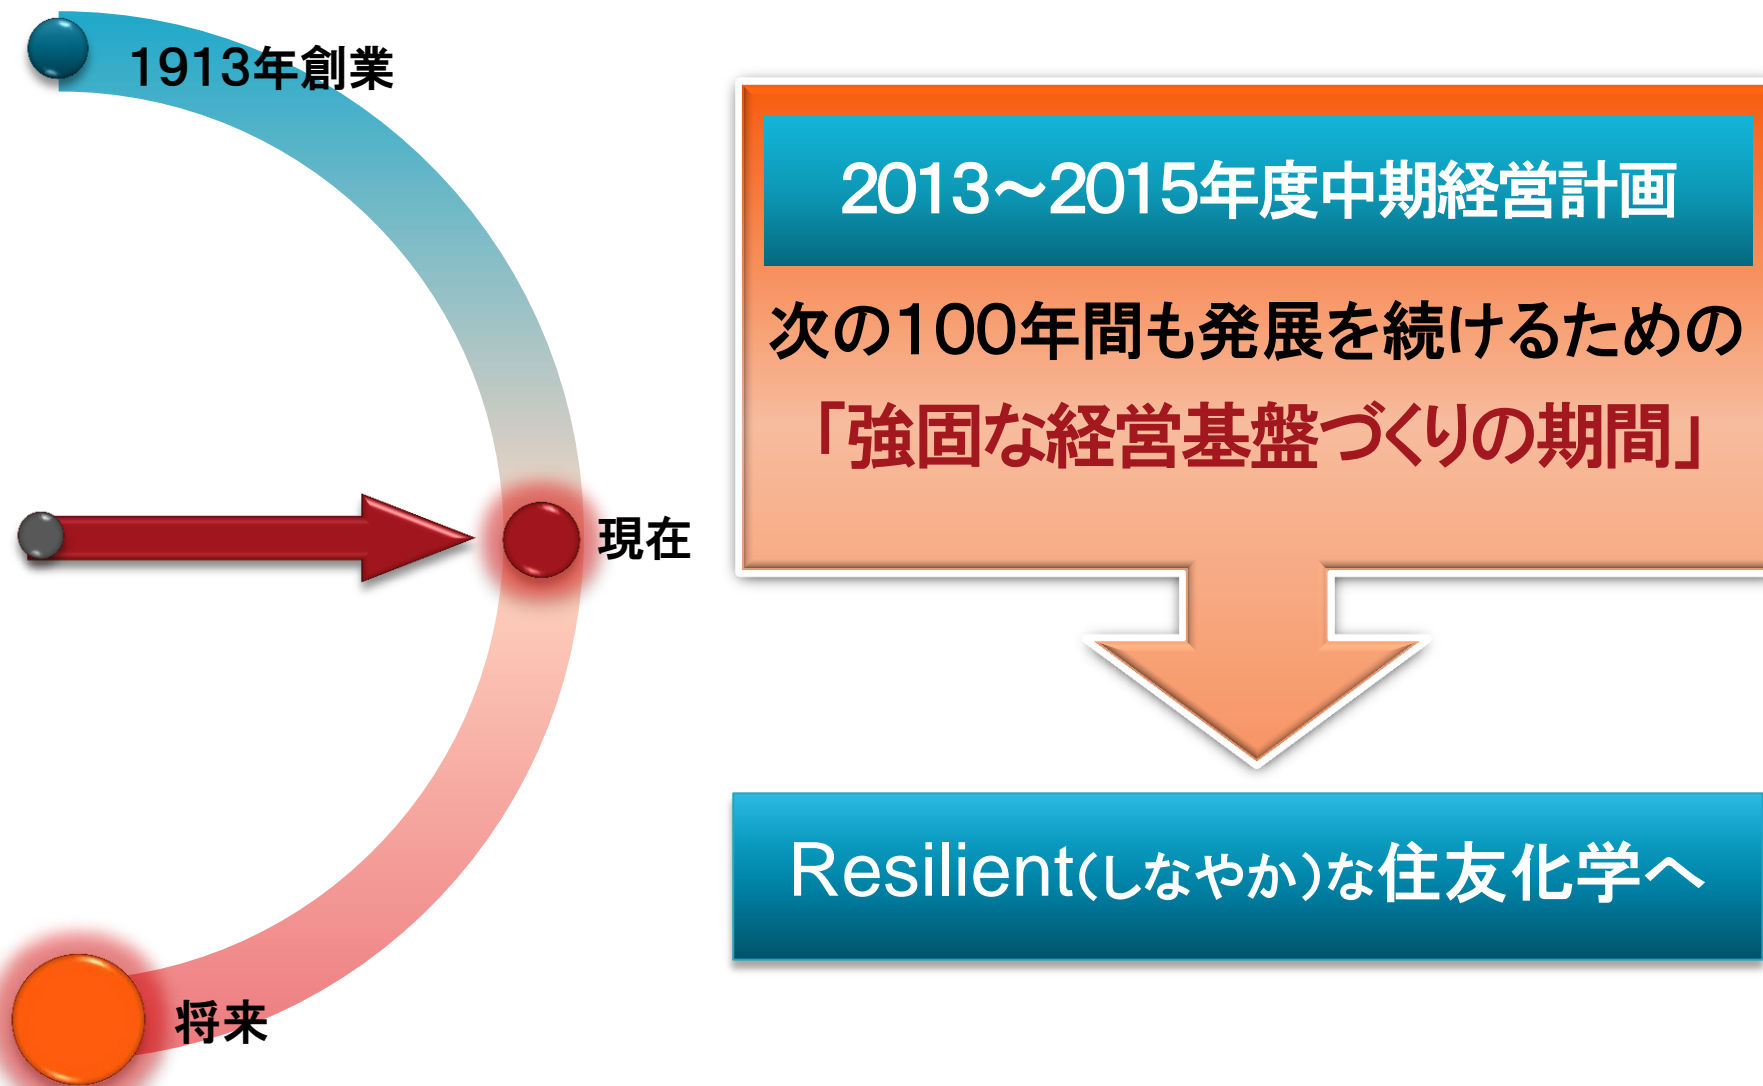 1913年創業
2013～2015年度中期経営計画
次の100年間も発展を続けるための
「強固な経営基盤づくりの期間」
現在
Resilient(しなやか)な住友化学へ
将来